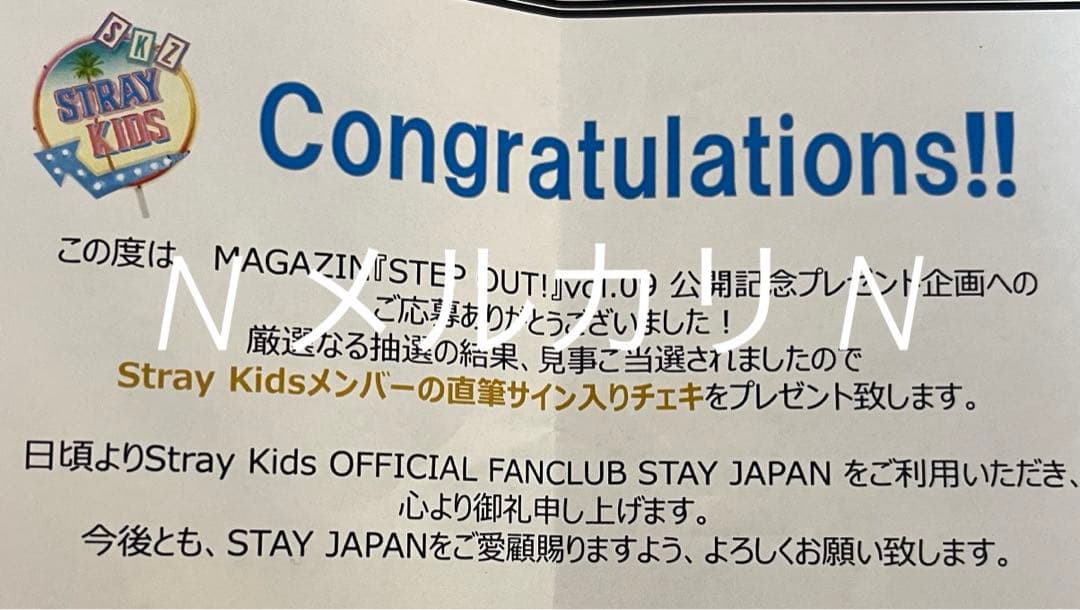 SKZ
STRAY
KIDS
Congratulations!!
この度は MAGAZIN『STEP OUT!』vol.09 公開記念プレゼント企画への
N メルカリ N
ご応募ありがとうございました！
厳選なる抽選の結果、見事ご当選されましたので
Stray Kidsメンバーの直筆サイン入りチェキをプレゼント致します。
日頃よりStray Kids OFFICIAL FANCLUB STAY JAPAN をご利用いただき、
心より御礼申し上げます。
今後とも、STAY JAPANをご愛顧賜りますよう、よろしくお願い致します。